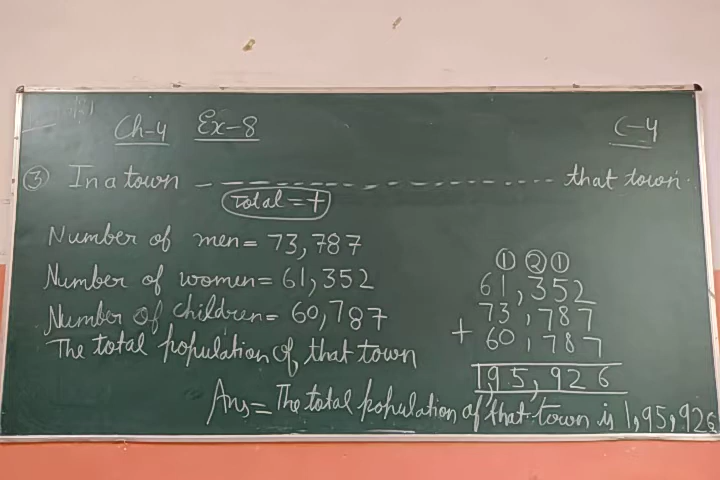 Ch-4 Ex-8 C-4
③ In a town - - - - - - - - - - - - - - - - - - - - that town.
Total = +
Number of men = 73,787
Number of women = 61,352
Number of children = 60,787
The total population of that town
① ② ①
61,352
73,787
+ 60,787
195,926
Ans = The total population of that town is 1,95,926